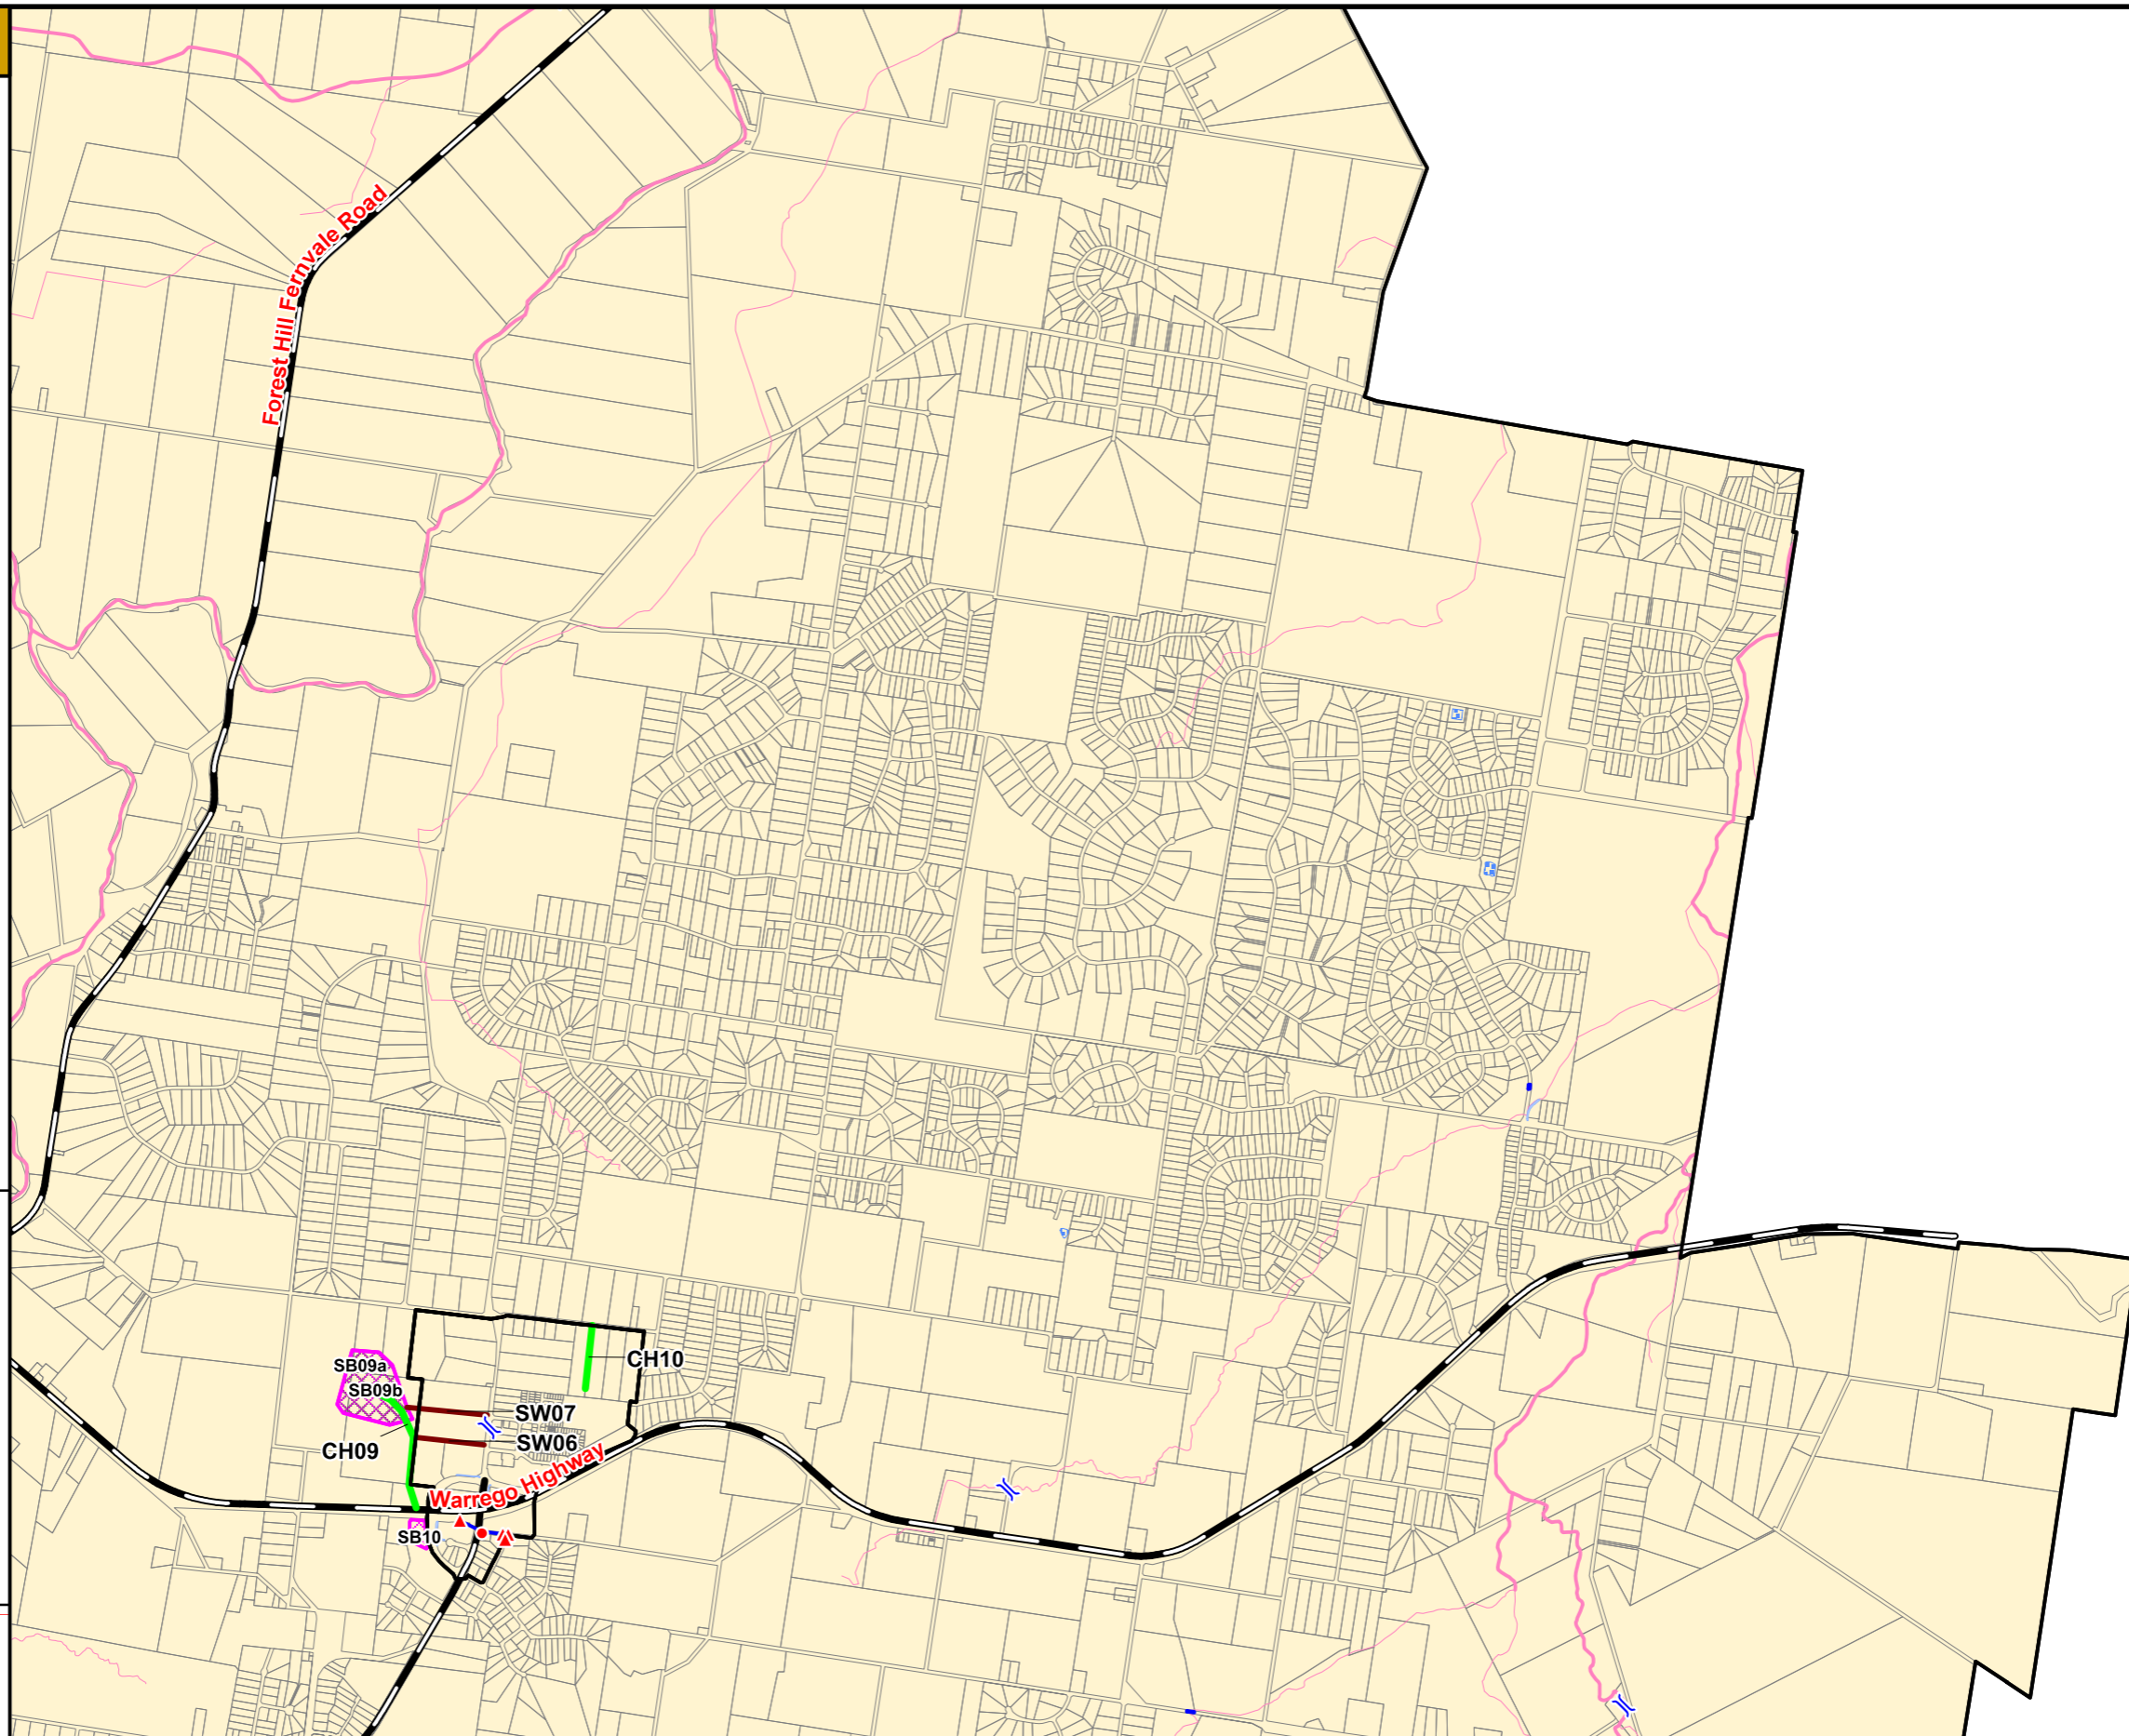 Forest Hill Fernvale Road
CH10
SB09a
SB09b
SW07
SW06
CH09
Warrego Highway
SB10